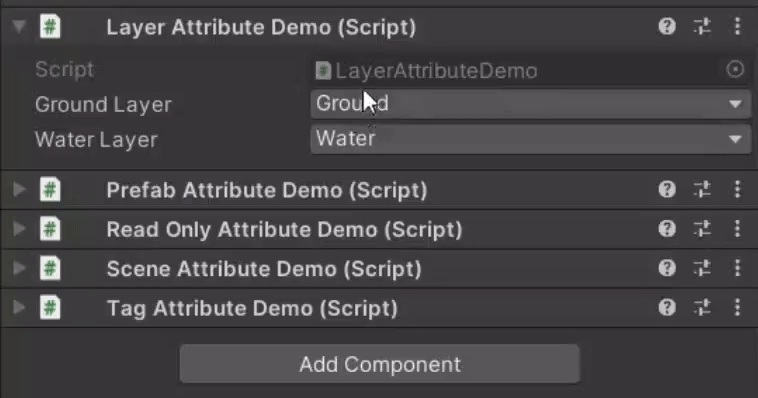 # Layer Attribute Demo (Script)
Script # LayerAttributeDemo
Ground Layer Ground
Water Layer Water
# Prefab Attribute Demo (Script)
# Read Only Attribute Demo (Script)
# Scene Attribute Demo (Script)
# Tag Attribute Demo (Script)
Add Component